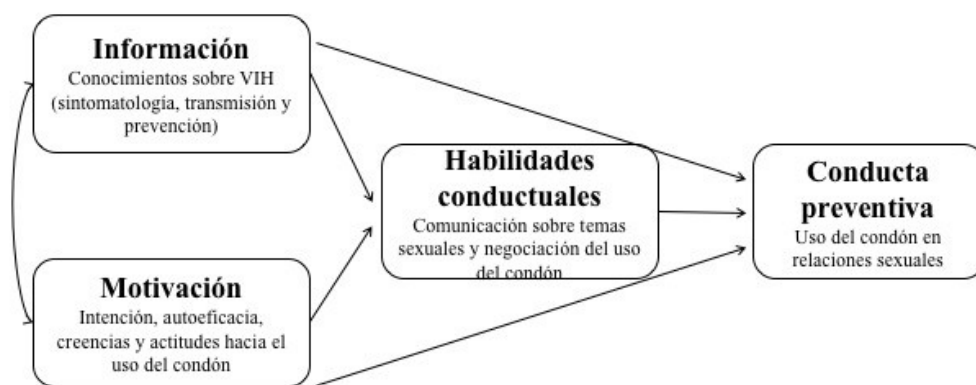 Información
Conocimientos sobre VIH
(sintomatología, transmisión y
prevención)
Motivación
Intención, autoeficacia,
creencias y actitudes hacia el
uso del condón
Habilidades
conductuales
Comunicación sobre temas
sexuales y negociación del uso
del condón
Conducta
preventiva
Uso del condón en
relaciones sexuales